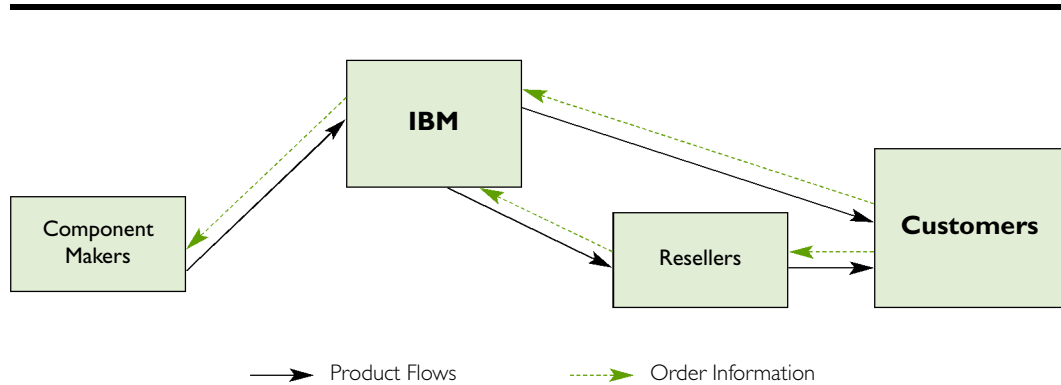 IBM
Component
Makers
Customers
Resellers
Product Flows
Order Information